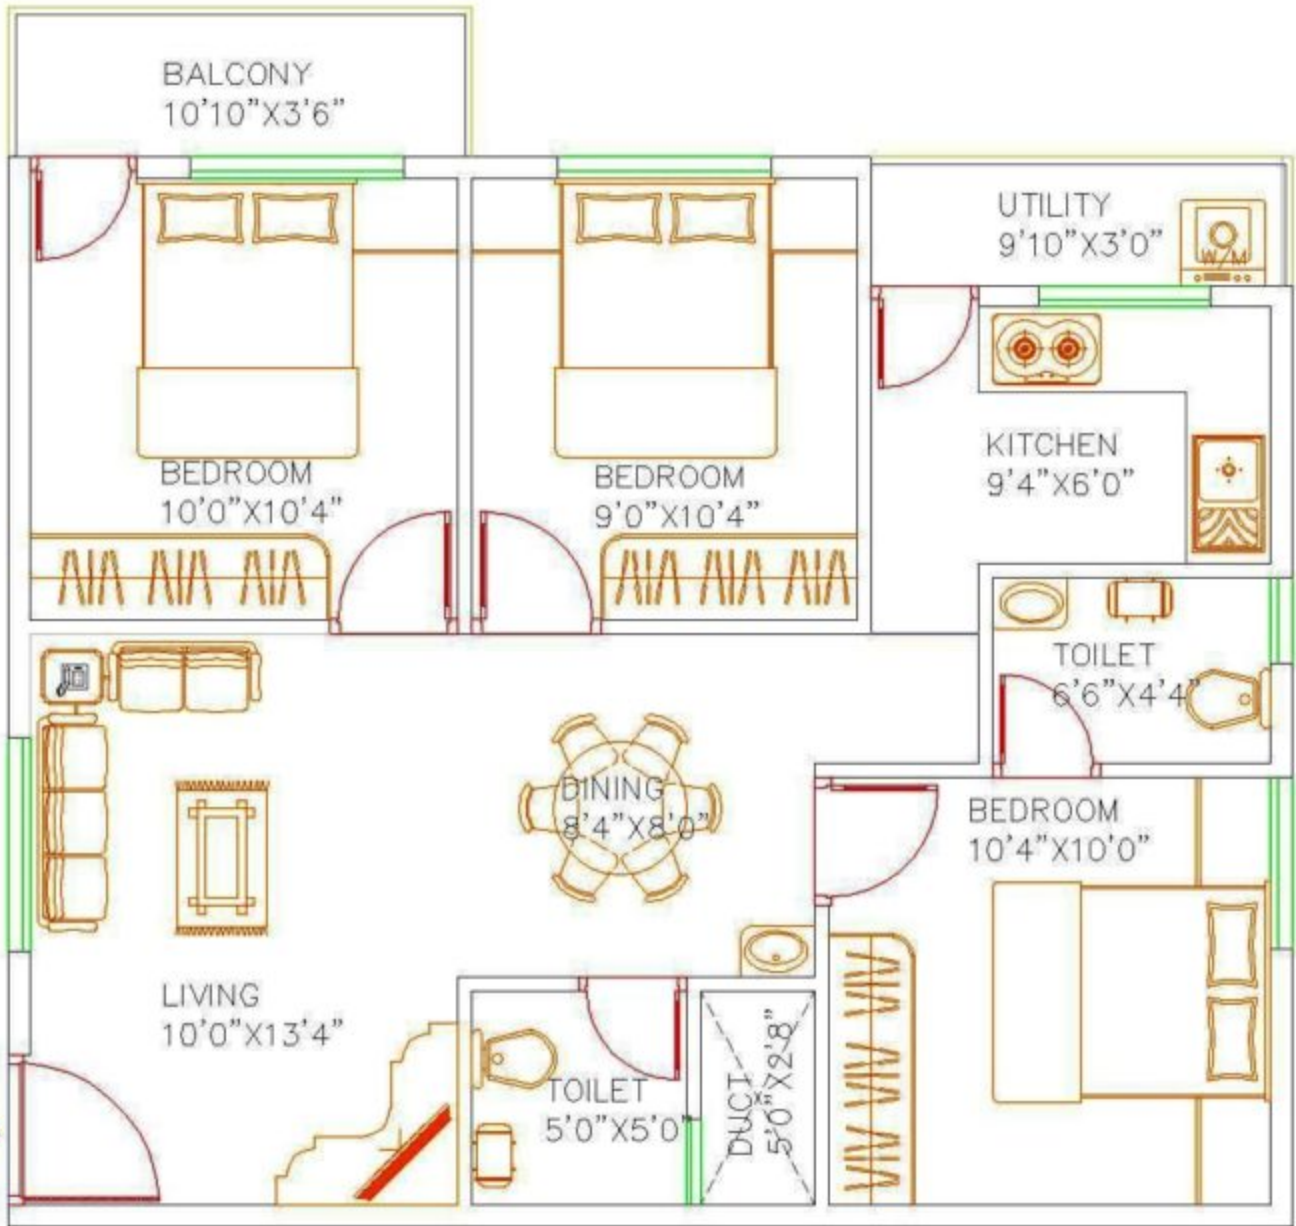 BALCONY
10'10"X3'6"
UTILITY
9'10"X3'0"
W/M
KITCHEN
9'4"X6'0"
BEDROOM
10'0"X10'4"
BEDROOM
9'0"X10'4"
TOILET
6'6"X4'4"
DINING
8'4"X8'0"
BEDROOM
10'4"X10'0"
LIVING
10'0"X13'4"
TOILET
5'0"X5'0"
DUCT
5'0"X2'8"